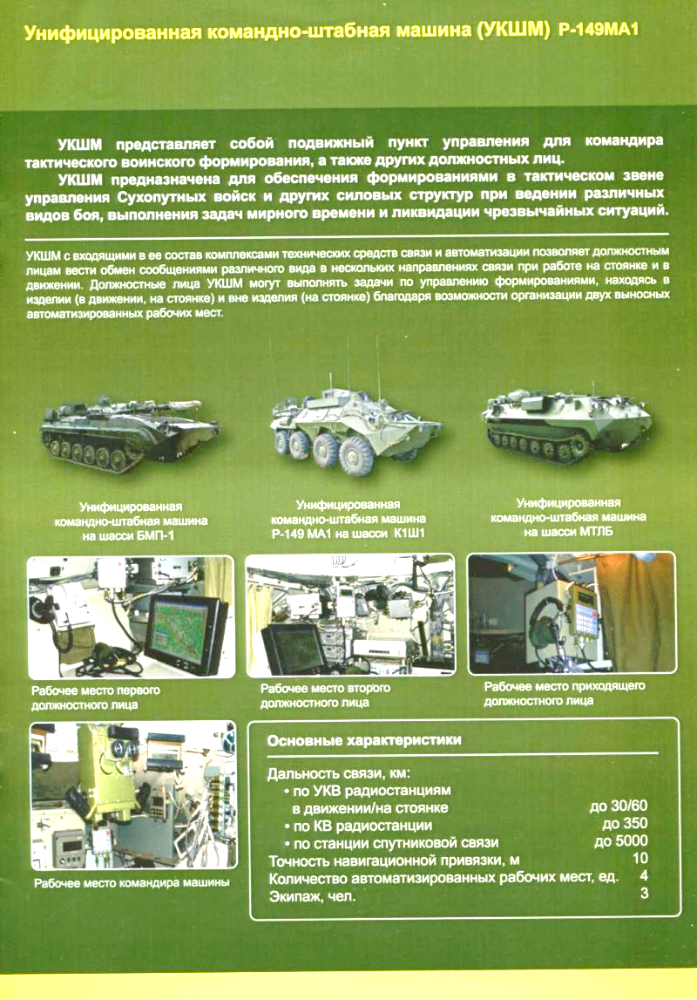 Унифицированная командно-штабная машина (УКШМ) Р-149МА1
УКШМ представляет собой подвижный пункт управления для командира
тактического воинского формирования, а также других должностных лиц.
УКШМ предназначена для обеспечения формированиями в тактическом звене
управления Сухопутных войск и других силовых структур при ведении различных
видов боя, выполнения задач мирного времени и ликвидации чрезвычайных ситуаций.
УКШМ с входящими в ее состав комплексами технических средств связи и автоматизации позволяет должностным
лицам вести обмен сообщениями различного вида в нескольких направлениях связи при работе на стоянке и в
движении. Должностные лица УКШМ могут выполнять задачи по управлению формированиями, находясь в
изделии (в движении, на стоянке) и вне изделия (на стоянке) благодаря возможности организации двух выносных
автоматизированных рабочих мест.
Унифицированная
командно-штабная машина
на шасси БМП-1
Унифицированная
командно-штабная машина
Р-149 МА1 на шасси К1Ш1
Унифицированная
командно-штабная машина
на шасси МТЛБ
Рабочее место первого
должностного лица
Рабочее место второго
должностного лица
Рабочее место приходящего
должностного лица
Рабочее место командира машины
Основные характеристики
Дальность связи, км:
• по УКВ радиостанциям
в движении/на стоянке до 30/60
• по КВ радиостанции до 350
• по станции спутниковой связи до 5000
Точность навигационной привязки, м 10
Количество автоматизированных рабочих мест, ед. 4
Экипаж, чел. 3